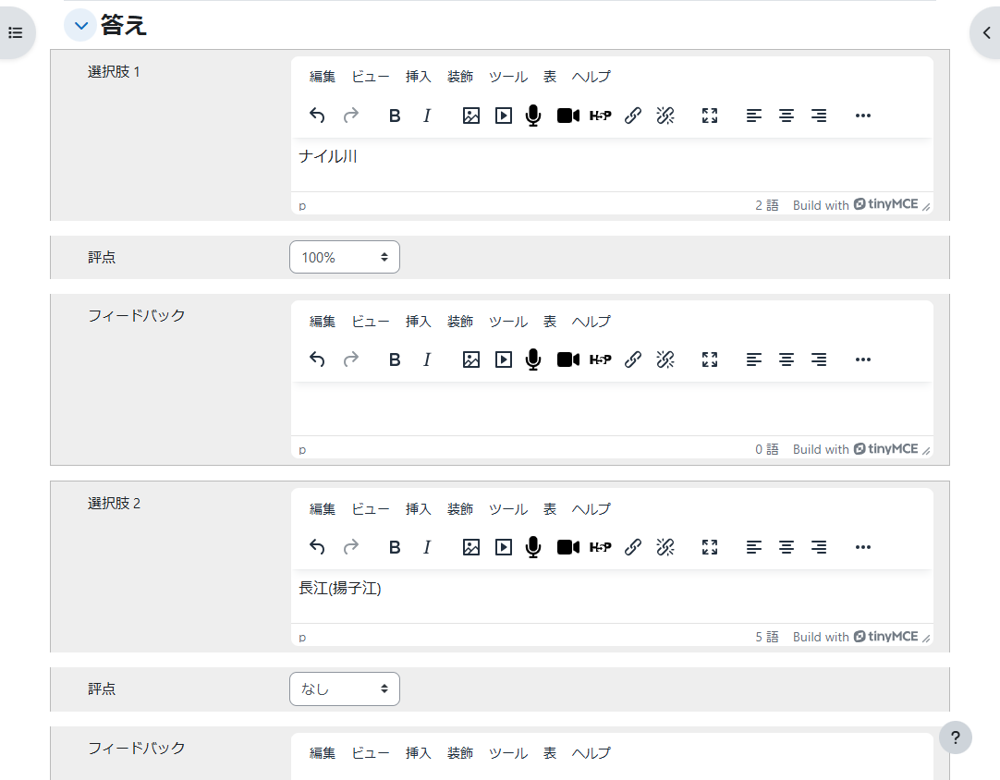 答え
選択肢 1
編集 ビュー 挿入 装飾 ツール 表 ヘルプ
B I H-P
ナイル川
p 2 語 Build with tinyMCE
評点 100%
フィードバック
編集 ビュー 挿入 装飾 ツール 表 ヘルプ
B I H-P
p 0 語 Build with tinyMCE
選択肢 2
編集 ビュー 挿入 装飾 ツール 表 ヘルプ
B I H-P
長江(揚子江)
p 5 語 Build with tinyMCE
評点 なし
フィードバック
編集 ビュー 挿入 装飾 ツール 表 ヘルプ
?